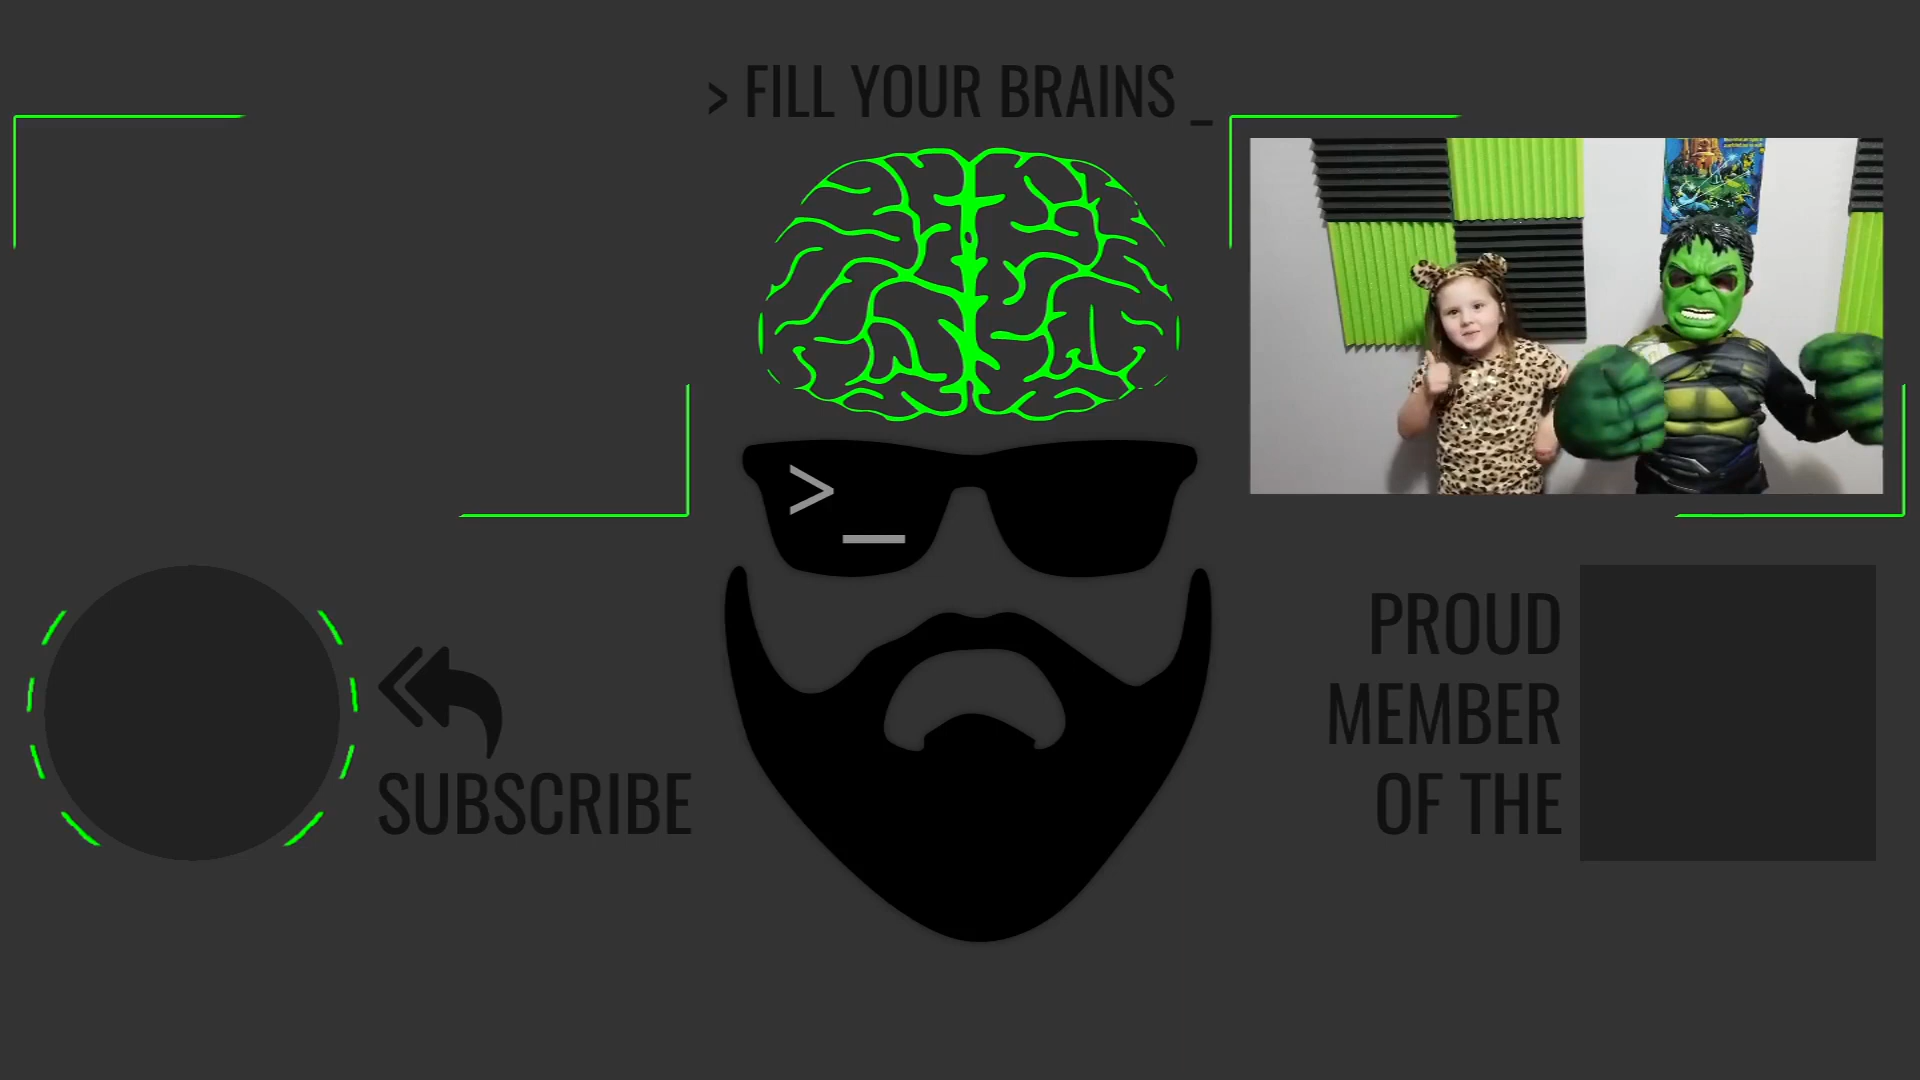 > FILL YOUR BRAINS _
>_
SUBSCRIBE
PROUD
MEMBER
OF THE